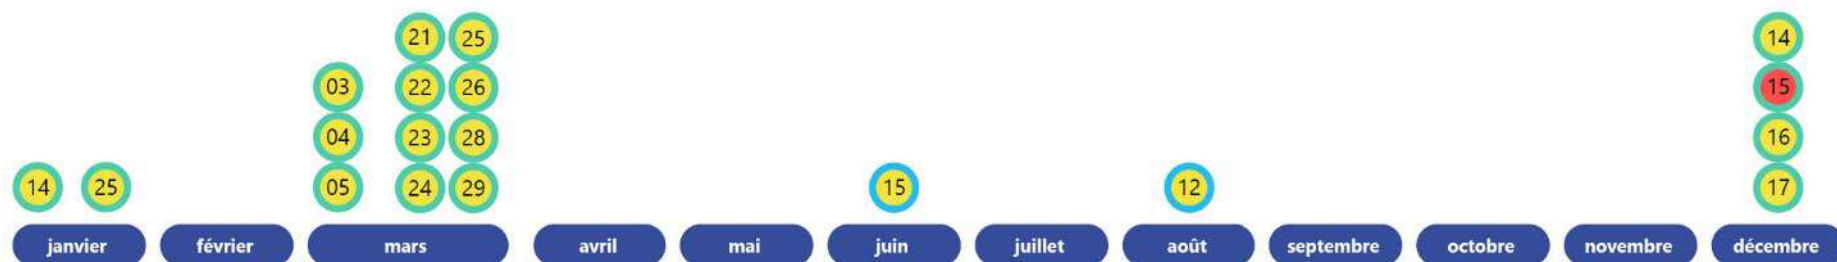 21 25 14
03 22 26 15
04 23 28 16
14 25 05 24 29 15 12 17
janvier février mars avril mai juin juillet août septembre octobre novembre décembre